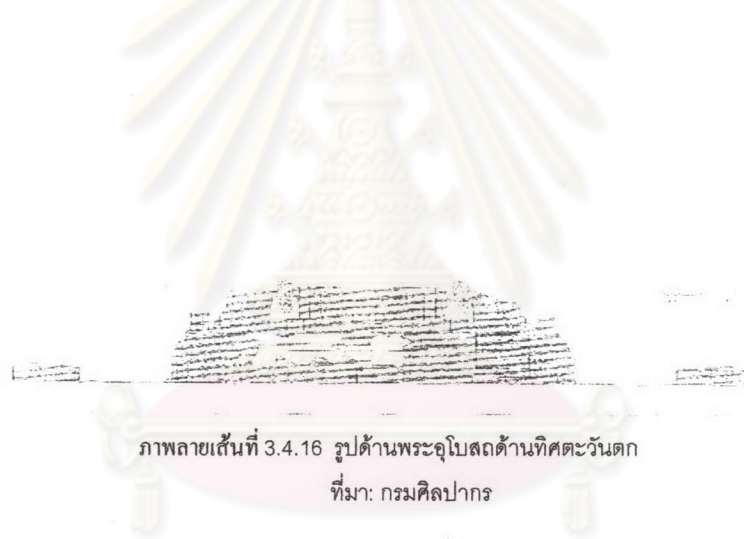 ภาพลายเส้นที่ 3.4.16 รูปด้านพระอุโบสถด้านทิศตะวันตก
ที่มา: กรมศิลปากร